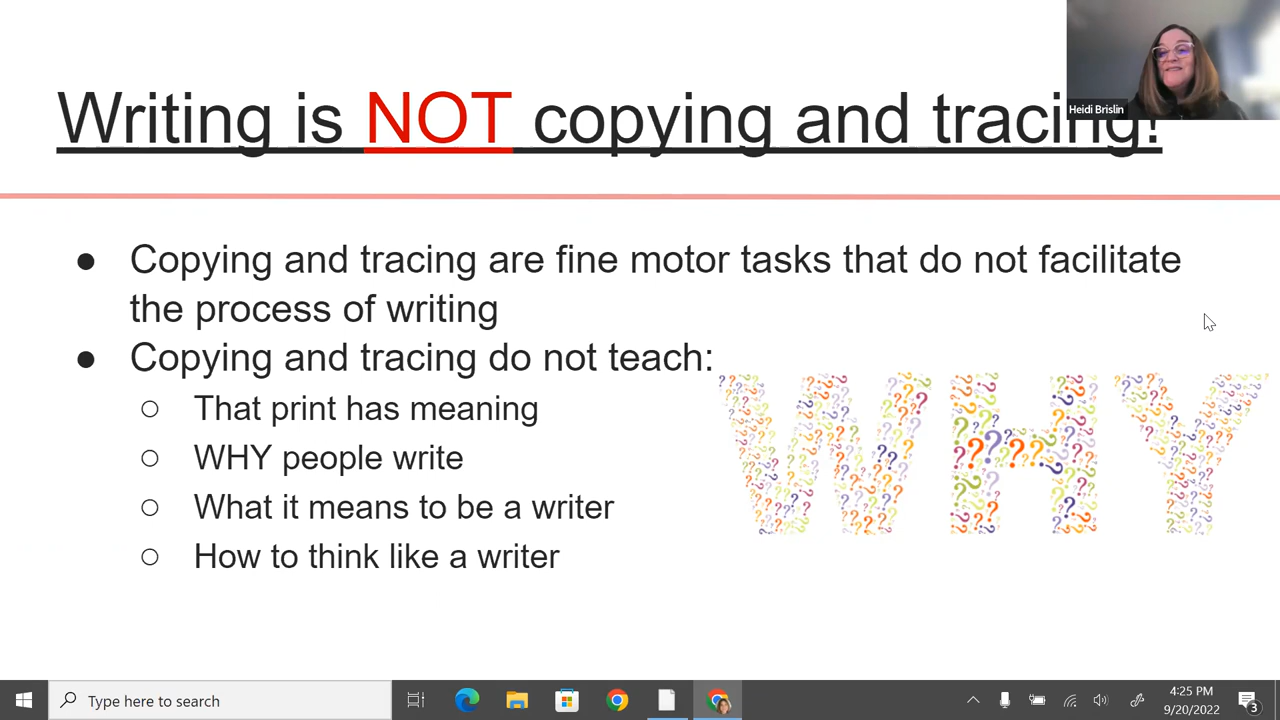 Heidi Brislin
Writing is NOT copying and tracing!
● Copying and tracing are fine motor tasks that do not facilitate
the process of writing
● Copying and tracing do not teach:
○ That print has meaning
○ WHY people write
○ What it means to be a writer
○ How to think like a writer
WHY
Type here to search
4:25 PM
9/20/2022
3